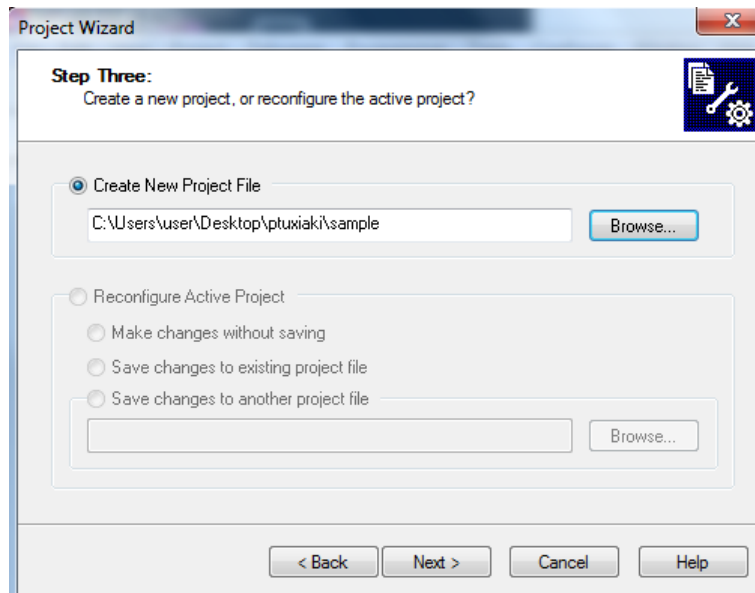 Project Wizard
Step Three:
Create a new project, or reconfigure the active project?
Create New Project File
C:\Users\user\Desktop\ptuxiaki\sample
Browse...
Reconfigure Active Project
Make changes without saving
Save changes to existing project file
Save changes to another project file
Browse...
< Back Next > Cancel Help